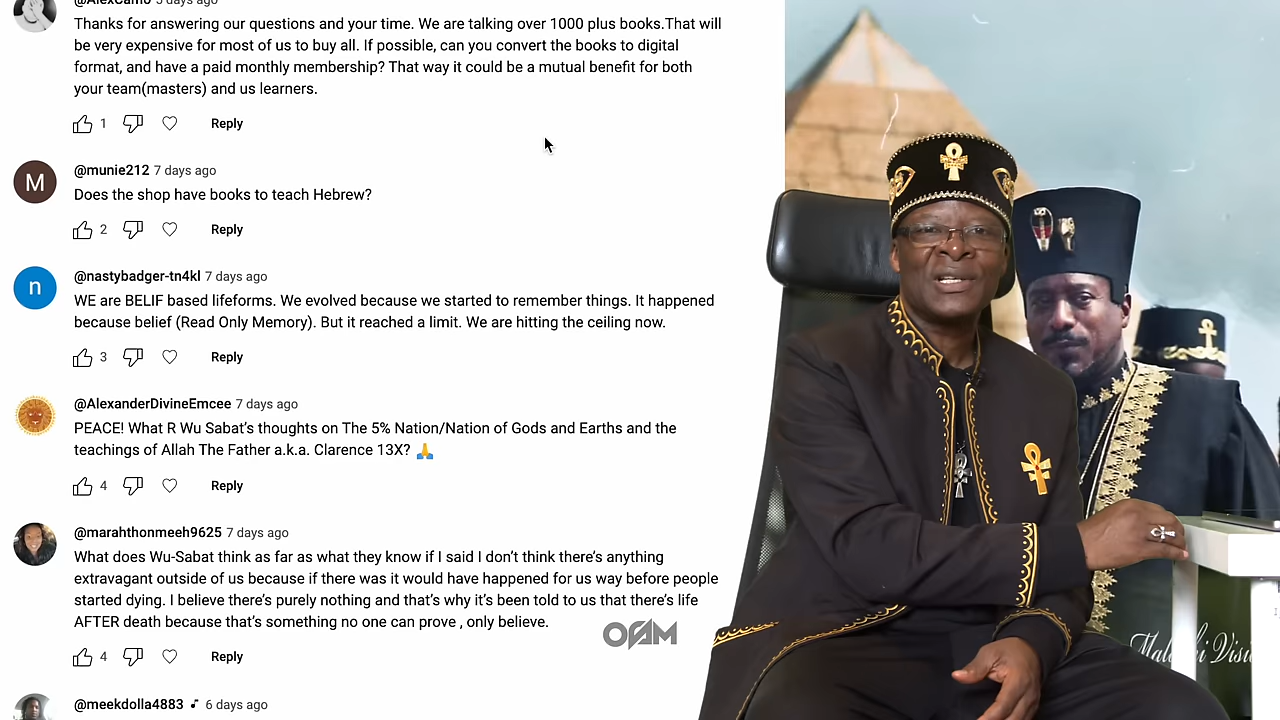 @AlexCamo 5 days ago
Thanks for answering our questions and your time. We are talking over 1000 plus books.That will
be very expensive for most of us to buy all. If possible, can you convert the books to digital
format, and have a paid monthly membership? That way it could be a mutual benefit for both
your team(masters) and us learners.
1 Reply
M
@munie212 7 days ago
Does the shop have books to teach Hebrew?
2 Reply
n
@nastybadger-tn4kl 7 days ago
WE are BELIF based lifeforms. We evolved because we started to remember things. It happened
because belief (Read Only Memory). But it reached a limit. We are hitting the ceiling now.
3 Reply
@AlexanderDivineEmcee 7 days ago
PEACE! What R Wu Sabat's thoughts on The 5% Nation/Nation of Gods and Earths and the
teachings of Allah The Father a.k.a. Clarence 13X? 🙏
4 Reply
@marahthonmeeh9625 7 days ago
What does Wu-Sabat think as far as what they know if I said I don't think there's anything
extravagant outside of us because if there was it would have happened for us way before people
started dying. I believe there's purely nothing and that's why it's been told to us that there's life
AFTER death because that's something no one can prove , only believe.
4 Reply
OFAM
@meekdolla4883 6 days ago